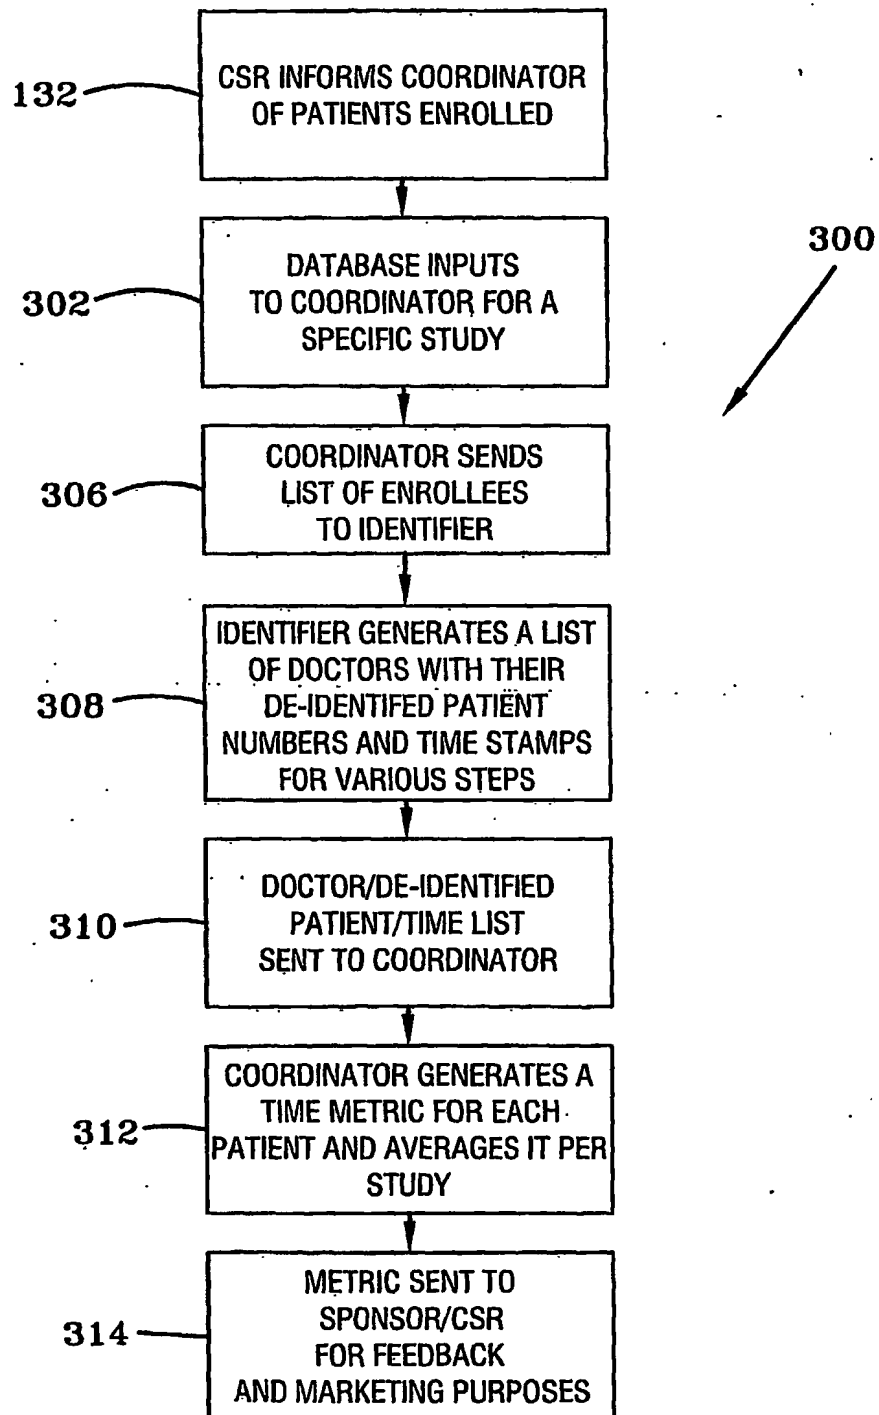 132
CSR INFORMS COORDINATOR
OF PATIENTS ENROLLED
300
302
DATABASE INPUTS
TO COORDINATOR FOR A
SPECIFIC STUDY
306
COORDINATOR SENDS
LIST OF ENROLLEES
TO IDENTIFIER
308
IDENTIFIER GENERATES A LIST
OF DOCTORS WITH THEIR
DE-IDENTIFED PATIENT
NUMBERS AND TIME STAMPS
FOR VARIOUS STEPS
310
DOCTOR/DE-IDENTIFIED
PATIENT/TIME LIST
SENT TO COORDINATOR
312
COORDINATOR GENERATES A
TIME METRIC FOR EACH
PATIENT AND AVERAGES IT PER
STUDY
314
METRIC SENT TO
SPONSOR/CSR
FOR FEEDBACK
AND MARKETING PURPOSES